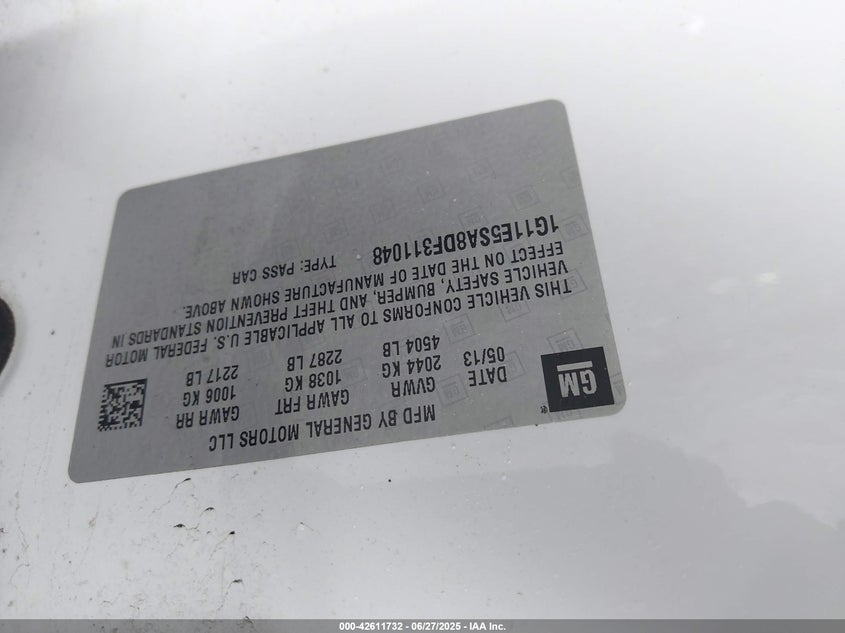 GM
MFD BY GENERAL MOTORS LLC
DATE GVWR GAWR FRT GAWR RR
05/13 2044 KG 1038 KG 1006 KG
4504 LB 2287 LB 2217 LB
THIS VEHICLE CONFORMS TO ALL APPLICABLE U.S. FEDERAL MOTOR
VEHICLE SAFETY, BUMPER, AND THEFT PREVENTION STANDARDS IN
EFFECT ON THE DATE OF MANUFACTURE SHOWN ABOVE.
1G11E5SA8DF311048 TYPE: PASS CAR
000-42611732 - 06/27/2025 - IAA Inc.